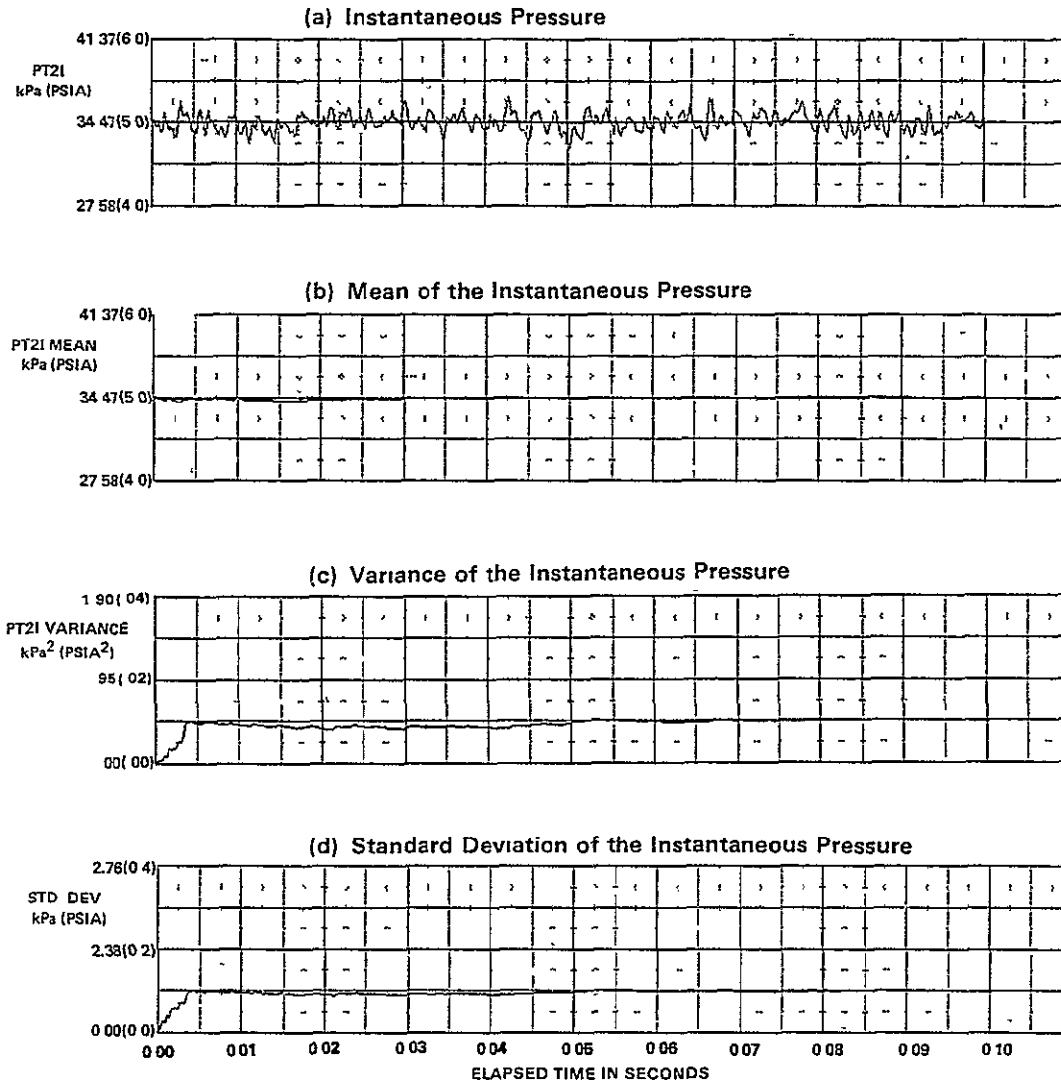 (a) Instantaneous Pressure
41 37(6 0)
PT2I
kPa (PSIA)
34 47(5 0)
27 58(4 0)
(b) Mean of the Instantaneous Pressure
41 37(6 0)
PT2I MEAN
kPa (PSIA)
34 47(5 0)
27 58(4 0)
(c) Variance of the Instantaneous Pressure
1 90( 04)
PT2I VARIANCE
kPa² (PSIA²)
95( 02)
00( 00)
(d) Standard Deviation of the Instantaneous Pressure
2.76(0 4)
STD DEV
kPa (PSIA)
2.38(0 2)
0 00(0 0)
0 00 0 01 0 02 0 03 0 04 0 05 0 06 0 07 0 08 0 09 0 10
ELAPSED TIME IN SECONDS